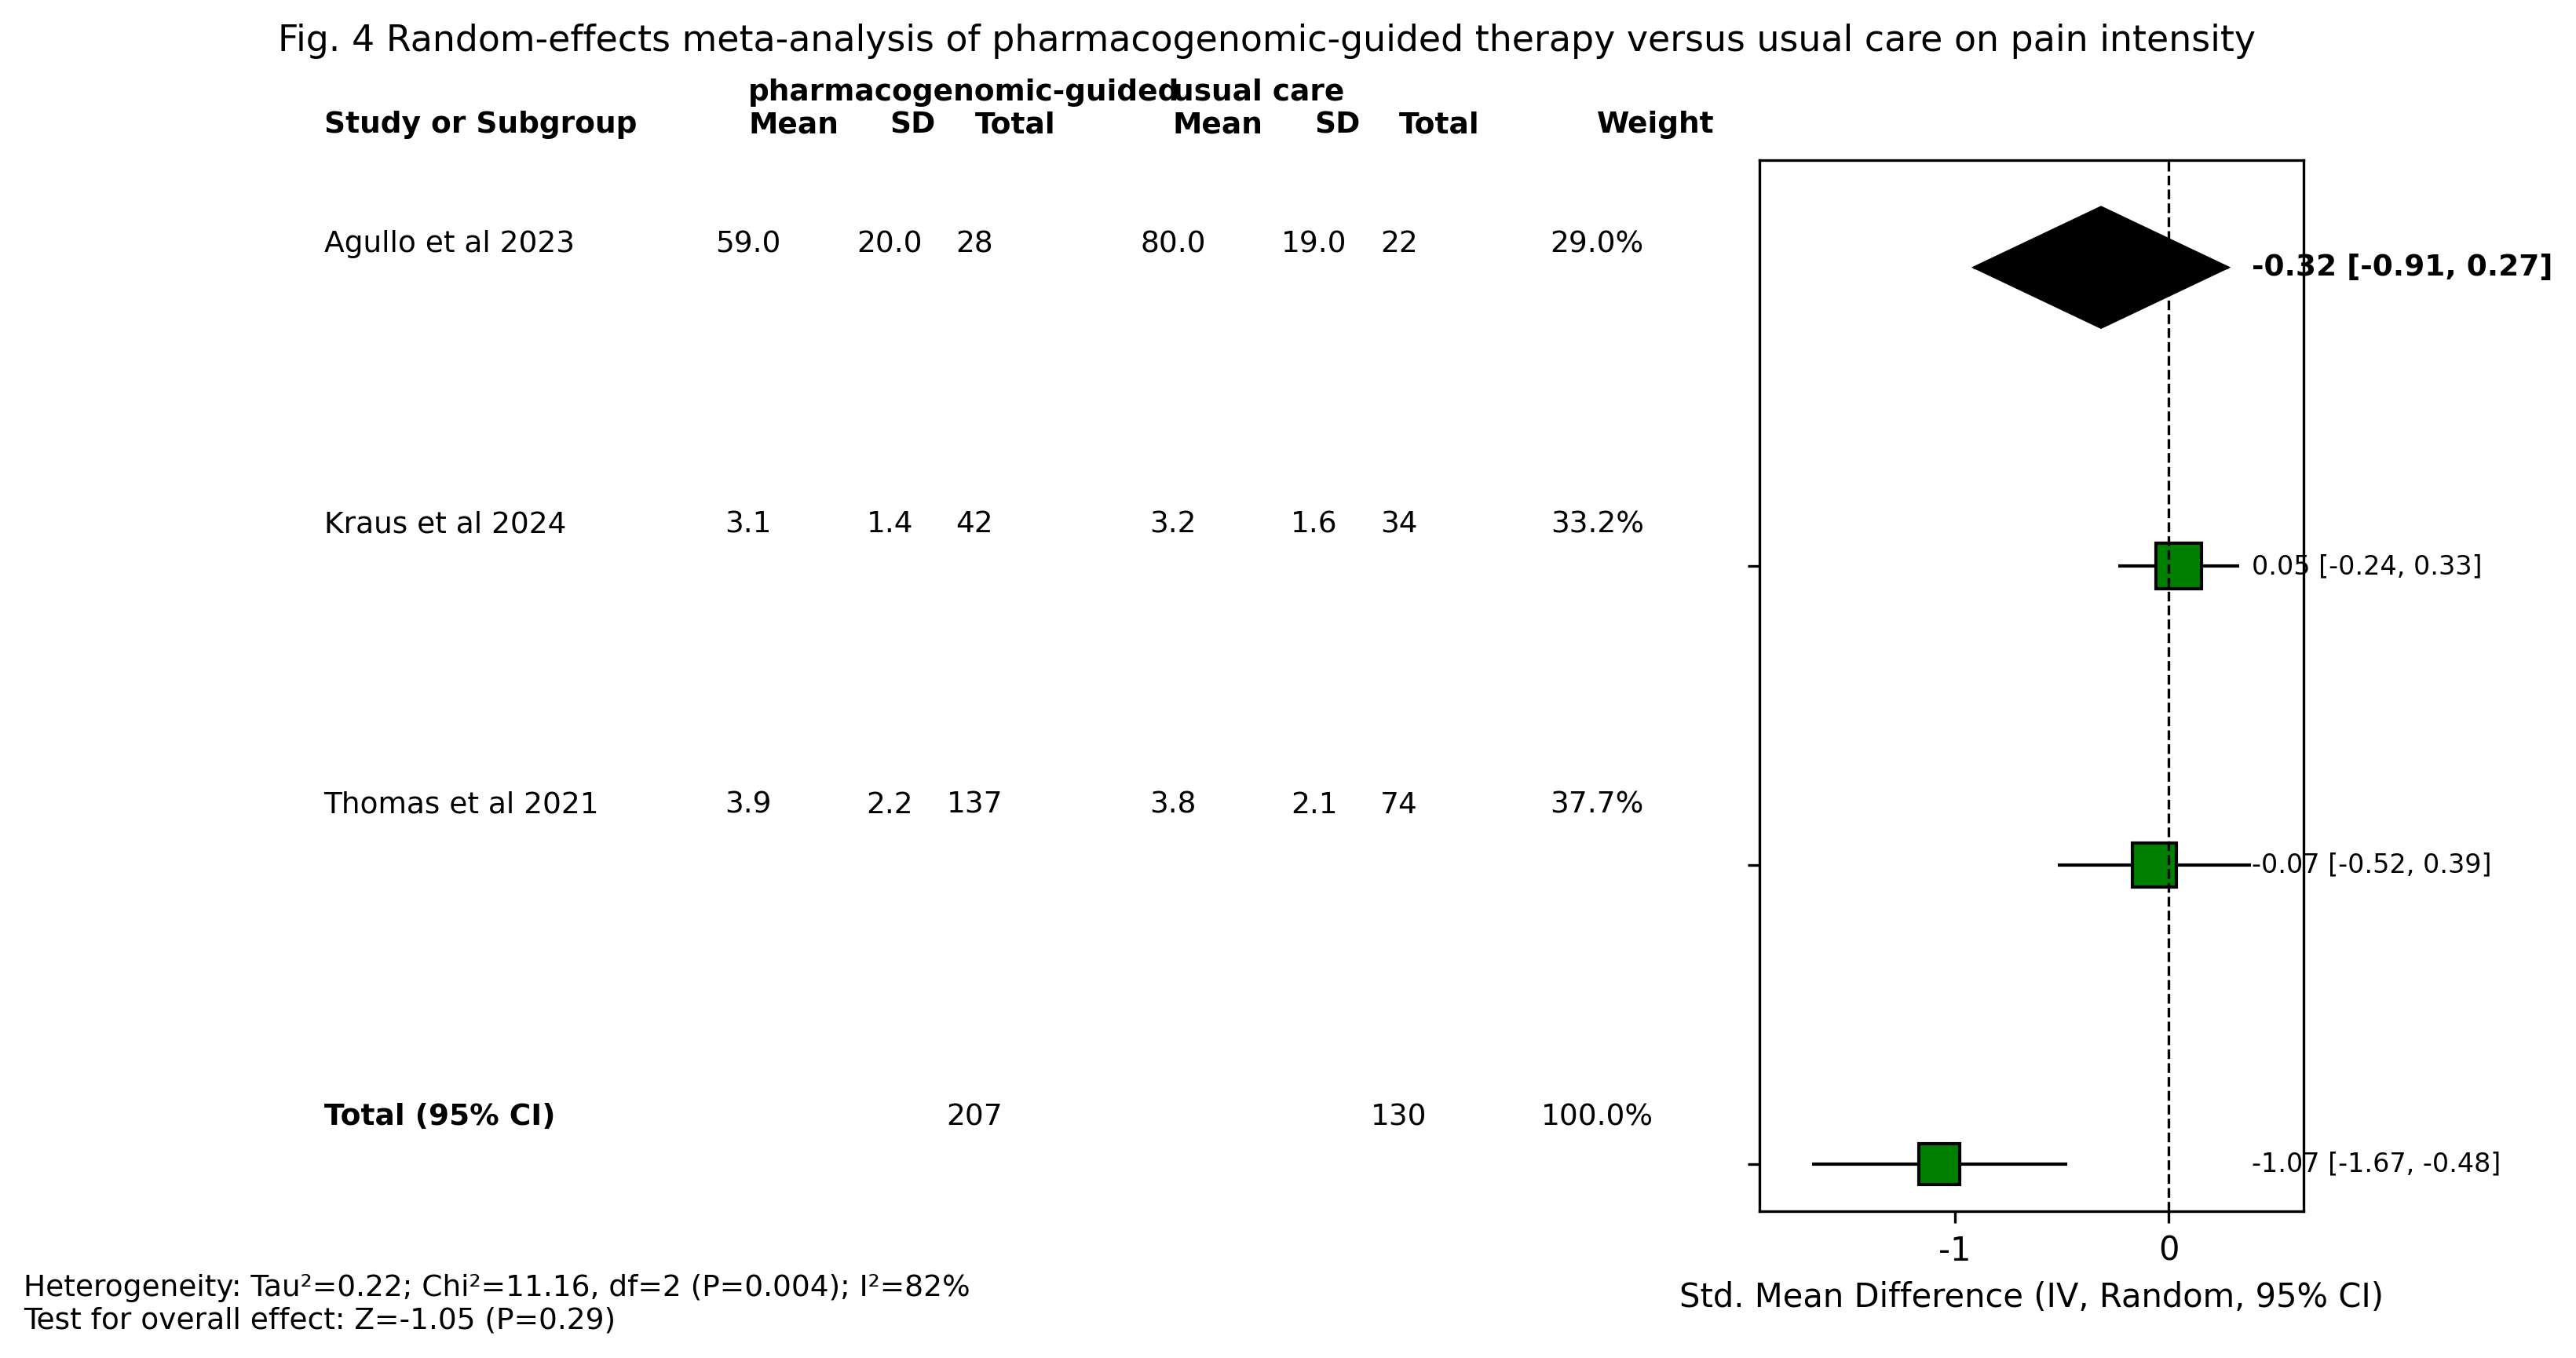 Fig. 4 Random-effects meta-analysis of pharmacogenomic-guided therapy versus usual care on pain intensity
pharmacogenomic-guided usual care
Study or Subgroup Mean SD Total Mean SD Total Weight
Agullo et al 2023 59.0 20.0 28 80.0 19.0 22 29.0%
-0.32 [-0.91, 0.27]
Kraus et al 2024 3.1 1.4 42 3.2 1.6 34 33.2%
0.05 [-0.24, 0.33]
Thomas et al 2021 3.9 2.2 137 3.8 2.1 74 37.7%
-0.07 [-0.52, 0.39]
Total (95% CI) 207 130 100.0%
-1.07 [-1.67, -0.48]
-1 0
Std. Mean Difference (IV, Random, 95% CI)
Heterogeneity: Tau²=0.22; Chi²=11.16, df=2 (P=0.004); I²=82%
Test for overall effect: Z=-1.05 (P=0.29)